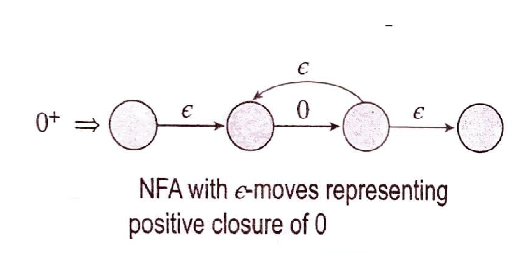 ϵ
0⁺ ⇒ ϵ 0 ϵ
NFA with ϵ-moves representing
positive closure of 0